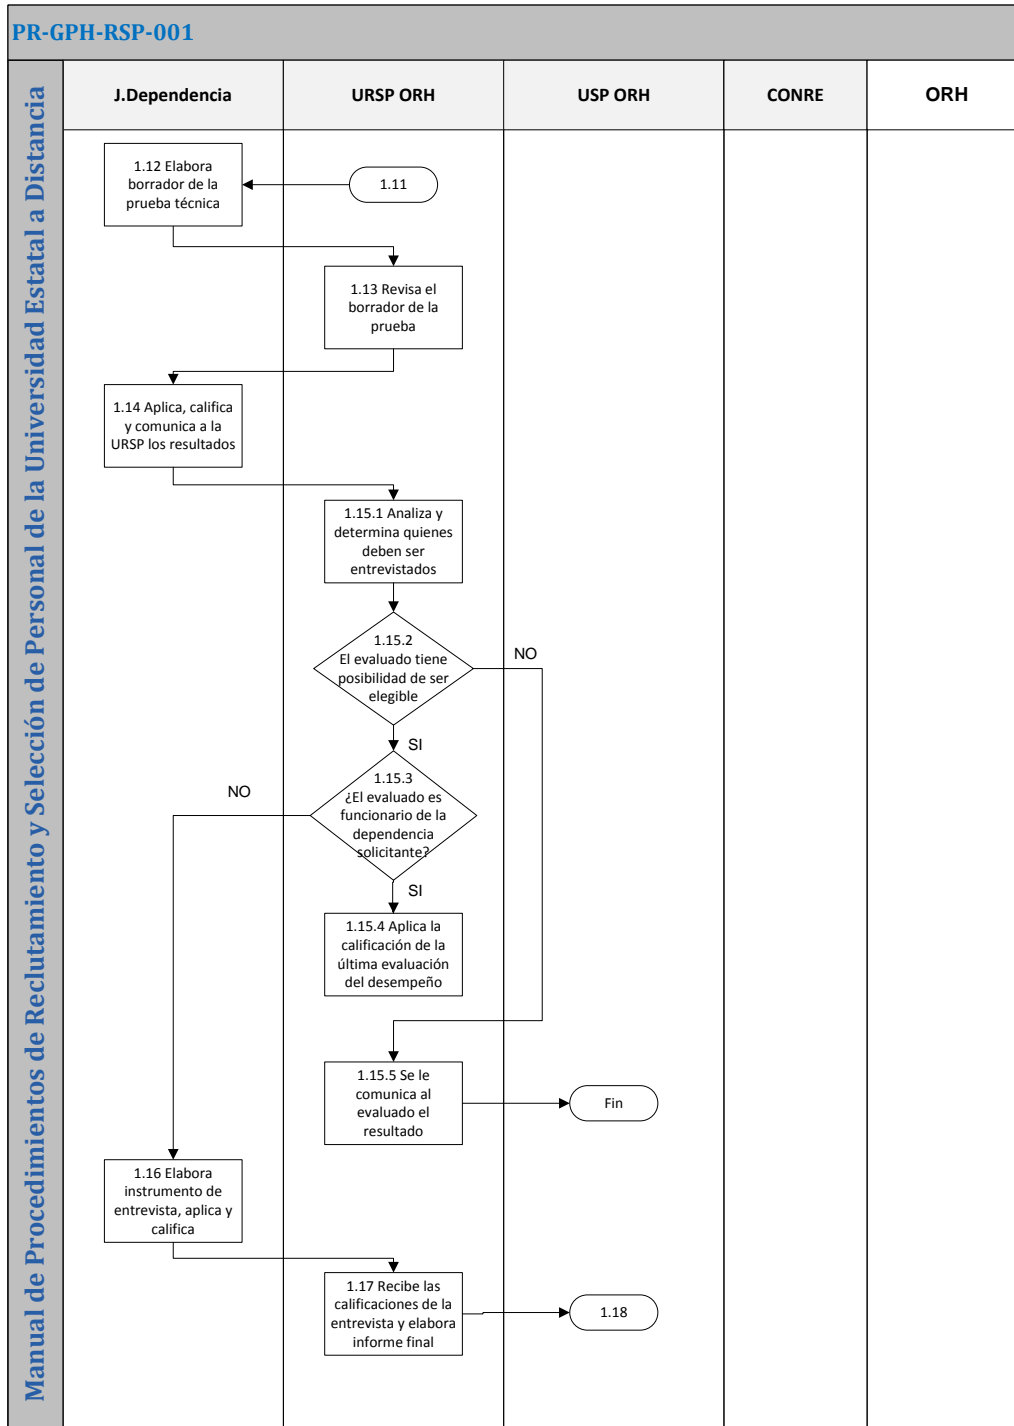 PR-GPH-RSP-001
Manual de Procedimientos de Reclutamiento y Selección de Personal de la Universidad Estatal a Distancia
J.Dependencia
URSP ORH
USP ORH
CONRE
ORH
1.12 Elabora
borrador de la
prueba técnica
1.11
1.13 Revisa el
borrador de la
prueba
1.14 Aplica, califica
y comunica a la
URSP los resultados
1.15.1 Analiza y
determina quienes
deben ser
entrevistados
1.15.2
El evaluado tiene
posibilidad de ser
elegible
NO
SI
1.15.3
¿El evaluado es
funcionario de la
dependencia
solicitante?
NO
SI
1.15.4 Aplica la
calificación de la
última evaluación
del desempeño
1.15.5 Se le
comunica al
evaluado el
resultado
Fin
1.16 Elabora
instrumento de
entrevista, aplica y
califica
1.17 Recibe las
calificaciones de la
entrevista y elabora
informe final
1.18